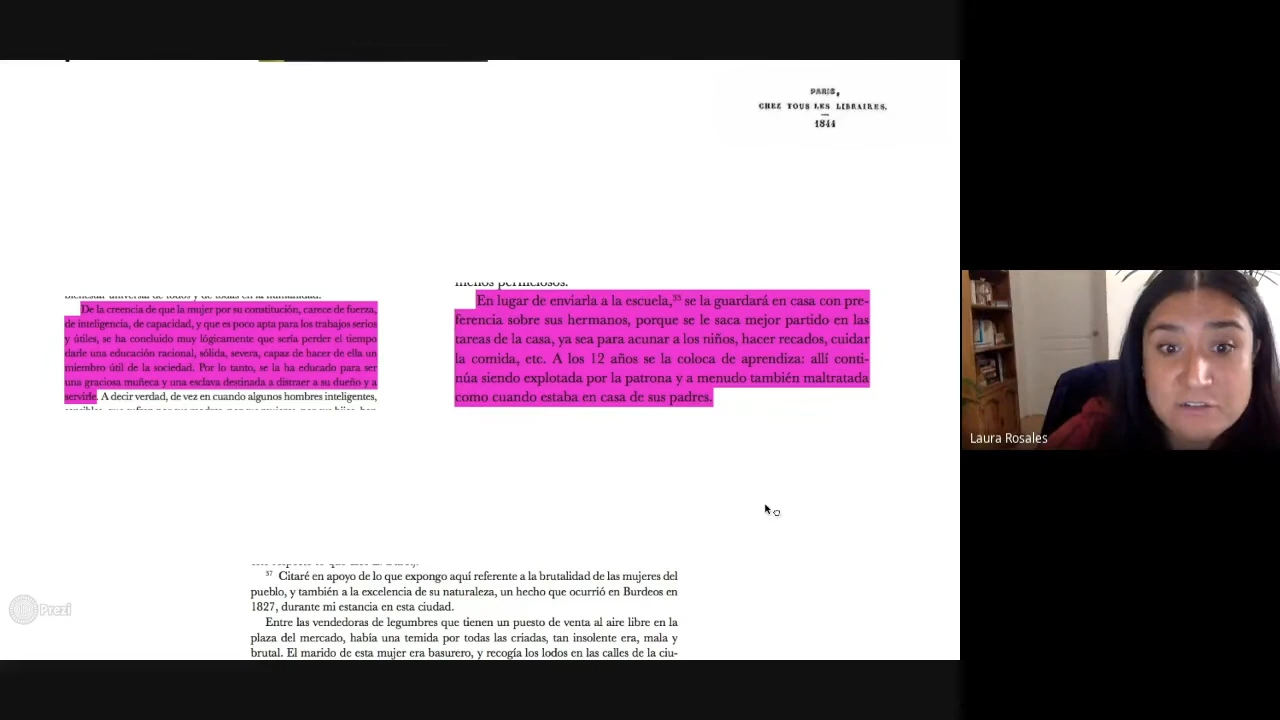 PARIS,
CHEZ TOUS LES LIBRAIRES.
1844
bienestar universal de todos y de todas en la humanidad.
De la creencia de que la mujer por su constitución, carece de fuerza,
de inteligencia, de capacidad, y que es poco apta para los trabajos serios
y útiles, se ha concluido muy lógicamente que sería perder el tiempo
darle una educación racional, sólida, severa, capaz de hacer de ella un
miembro útil de la sociedad. Por lo tanto, se la ha educado para ser
una graciosa muñeca y una esclava destinada a distraer a su dueño y a
servirle. A decir verdad, de vez en cuando algunos hombres inteligentes,
menos perniciosos.
En lugar de enviarla a la escuela,³³ se la guardará en casa con pre-
ferencia sobre sus hermanos, porque se le saca mejor partido en las
tareas de la casa, ya sea para acunar a los niños, hacer recados, cuidar
la comida, etc. A los 12 años se la coloca de aprendiza: allí conti-
núa siendo explotada por la patrona y a menudo también maltratada
como cuando estaba en casa de sus padres.
Laura Rosales
³⁷ Citaré en apoyo de lo que expongo aquí referente a la brutalidad de las mujeres del
pueblo, y también a la excelencia de su naturaleza, un hecho que ocurrió en Burdeos en
1827, durante mi estancia en esta ciudad.
Entre las vendedoras de legumbres que tienen un puesto de venta al aire libre en la
plaza del mercado, había una temida por todas las criadas, tan insolente era, mala y
brutal. El marido de esta mujer era basurero, y recogía los lodos en las calles de la ciu-
Prezi